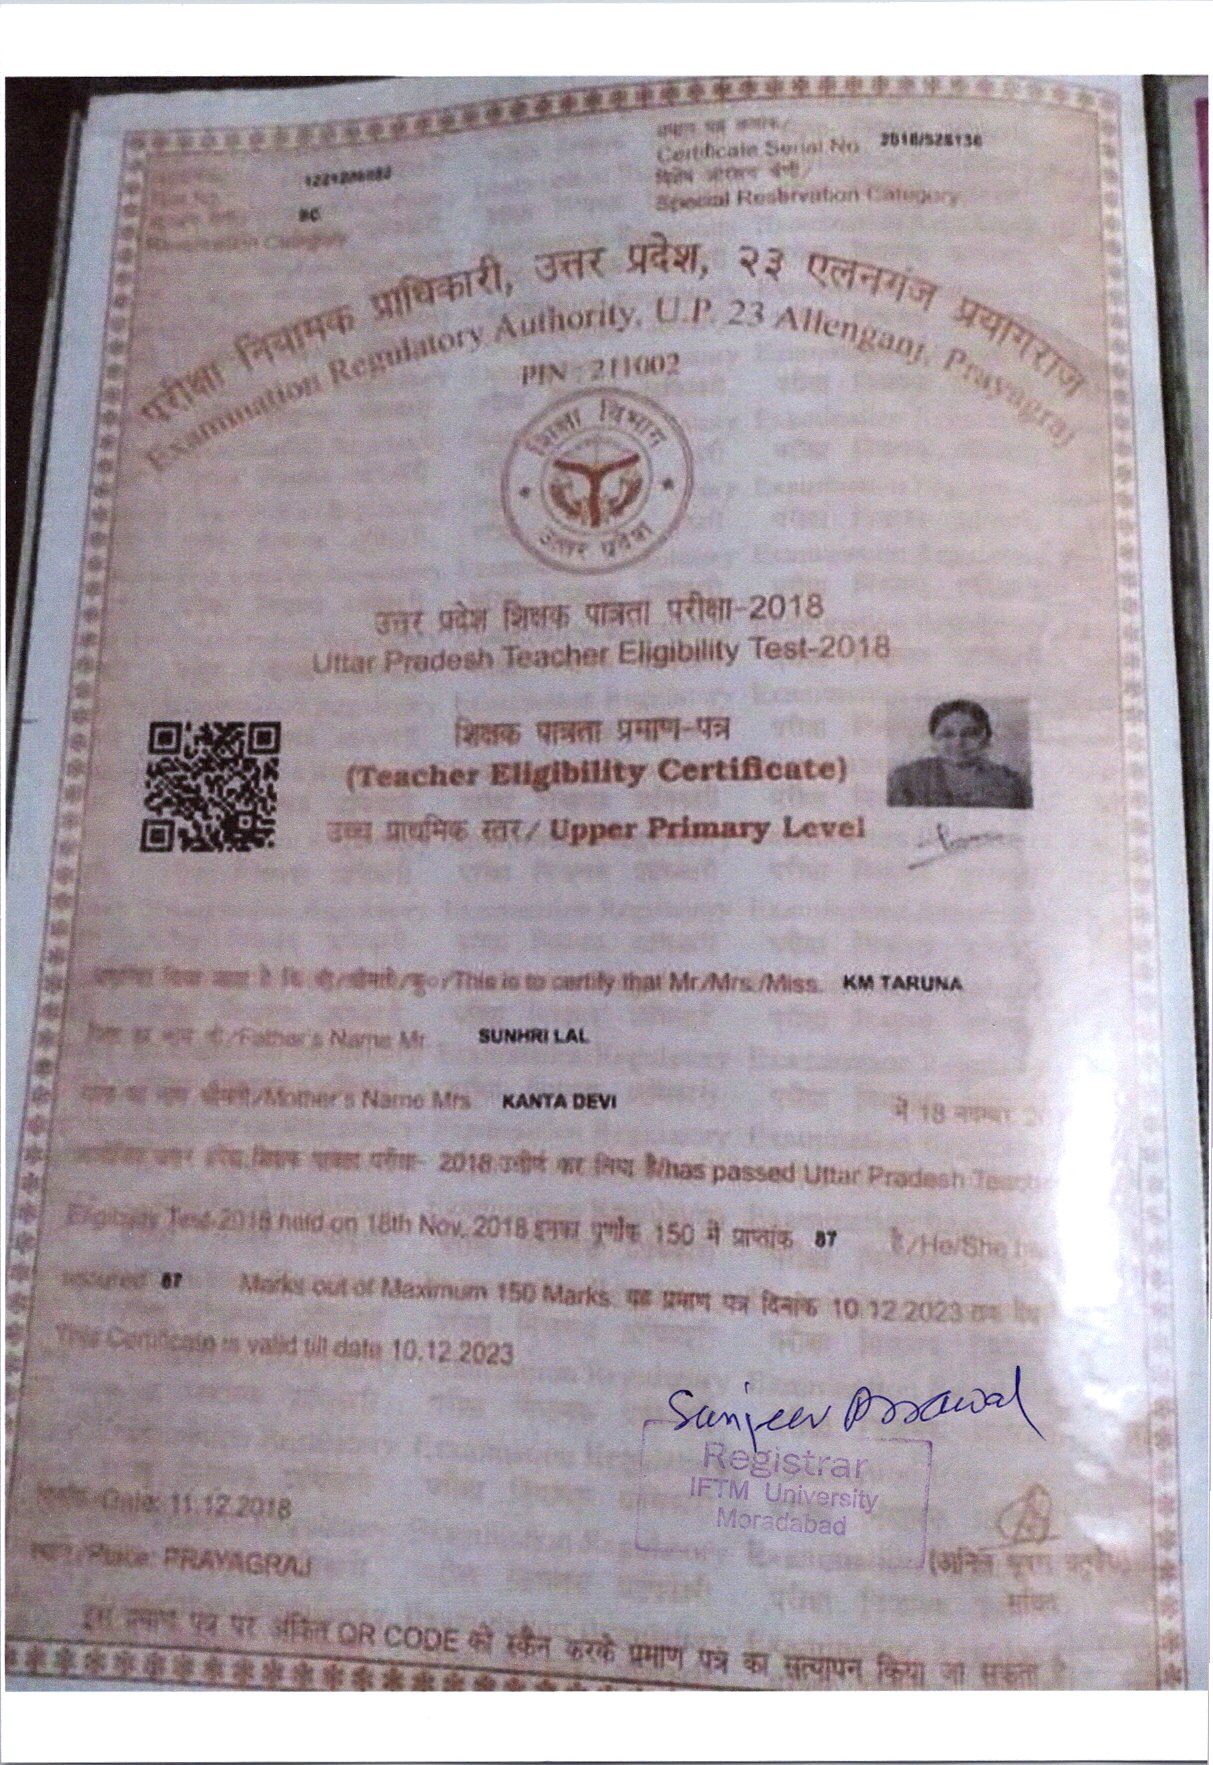 Certificate Serial No 2018/528136
SC
Reservation Category
Special Resbrvation Category
परीक्षा नियामक प्राधिकारी, उत्तर प्रदेश, २३ एलनगंज प्रयागराज
Examination Regulatory Authority, U.P. 23 Allenganj, Prayagraj
PIN : 211002
शिक्षा विभाग
उत्तर प्रदेश
उत्तर प्रदेश शिक्षक पात्रता परीक्षा-2018
Uttar Pradesh Teacher Eligibility Test-2018
शिक्षक पात्रता प्रमाण-पत्र
(Teacher Eligibility Certificate)
उच्च प्राथमिक स्तर/ Upper Primary Level
This is to certify that Mr./Mrs./Miss. KM TARUNA
/Father's Name Mr. SUNHRI LAL
/Mother's Name Mrs. KANTA DEVI में 18 नवम्बर
2018 उत्तीर्ण कर लिया है/has passed Uttar Pradesh
Eligibility Test-2018 held on 18th Nov, 2018 इनका पूर्णांक 150 में प्राप्तांक 87 है/He/She
secured 87 Marks out of Maximum 150 Marks. यह प्रमाण पत्र दिनांक 10.12.2023 तक
This Certificate is valid till date 10.12.2023
Registrar
IFTM University
Moradabad
Date: 11.12.2018
स्थान/Place: PRAYAGRAJ
सचिव
इस प्रमाण पत्र पर अंकित QR CODE को स्कैन करके प्रमाण पत्र का सत्यापन किया जा सकता है